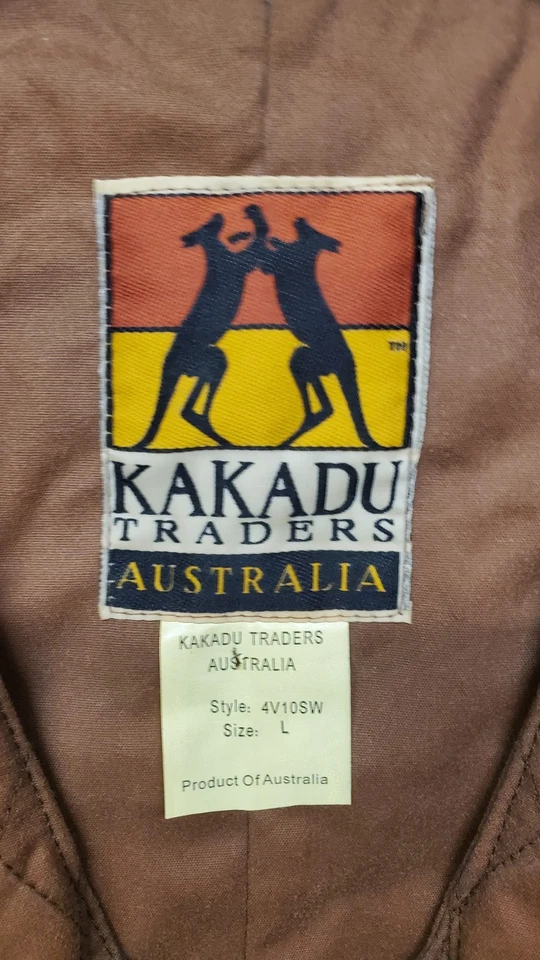 TM
KAKADU
TRADERS
AUSTRALIA
KAKADU TRADERS
AUSTRALIA
Style: 4V10SW
Size: L
Product Of Australia